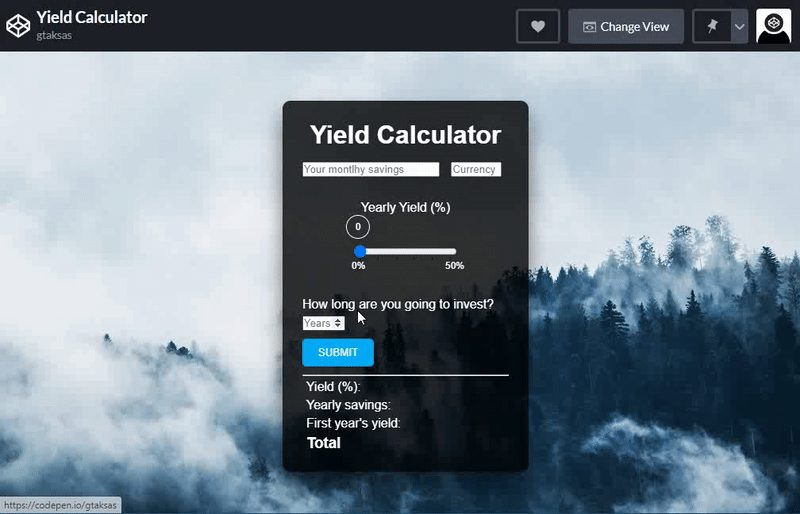 Yield Calculator
gtaksas
Change View
Yield Calculator
Your montlhy savings
Currency
Yearly Yield (%)
0
0%
50%
How long are you going to invest?
Years
SUBMIT
Yield (%):
Yearly savings:
First year's yield:
Total
https://codepen.io/gtaksas